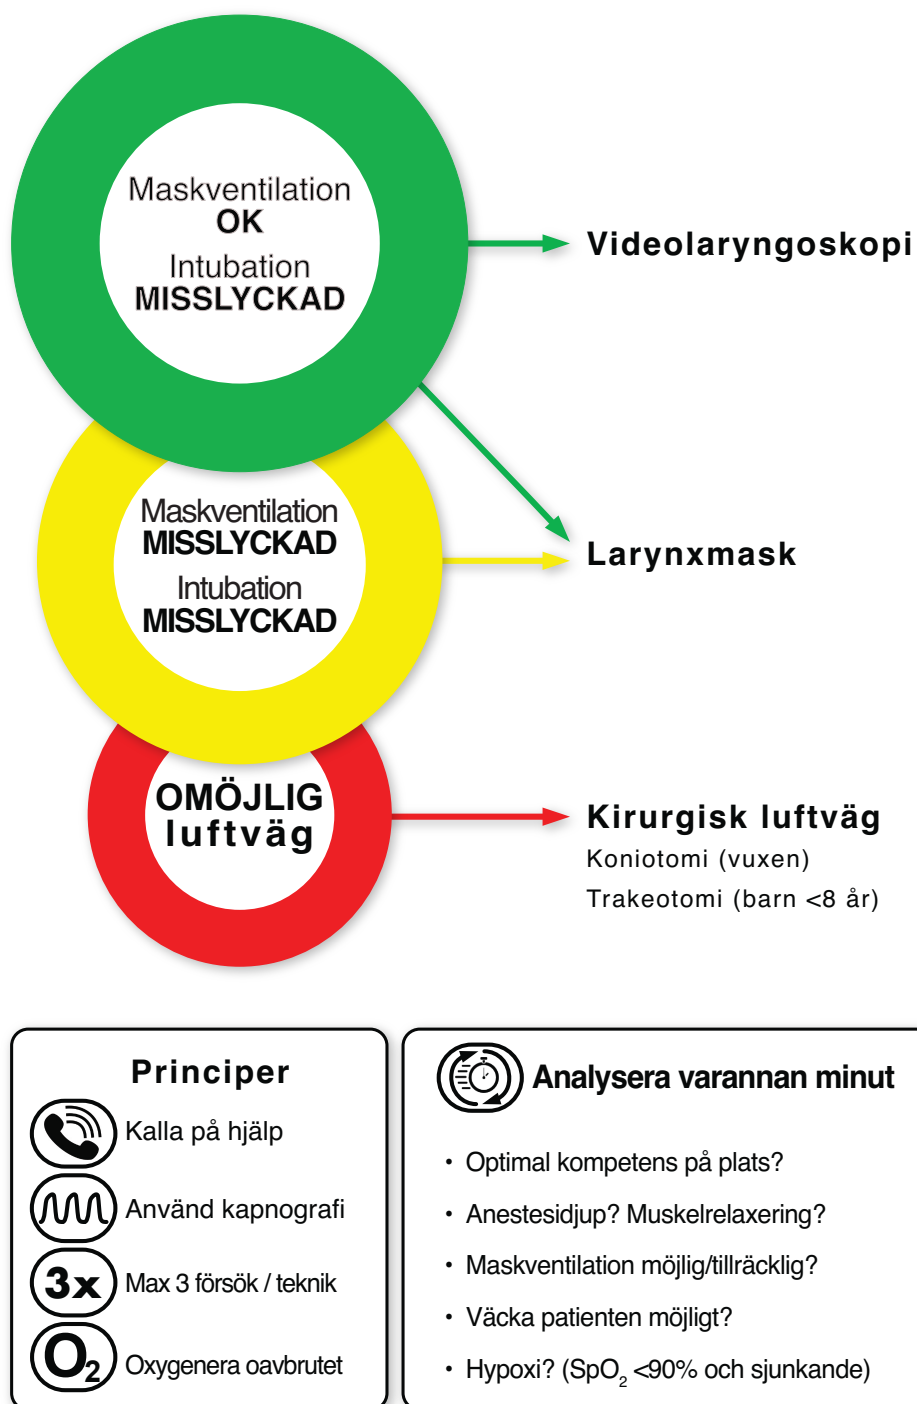 Maskventilation
OK
Intubation
MISSLYCKAD
Videolaryngoskopi
Maskventilation
MISSLYCKAD
Intubation
MISSLYCKAD
Larynxmask
OMÖJLIG
luftväg
Kirurgisk luftväg
Koniotomi (vuxen)
Trakeotomi (barn <8 år)
Principer
Kalla på hjälp
Använd kapnografi
3x Max 3 försök / teknik
O₂ Oxygenera oavbrutet
Analysera varannan minut
• Optimal kompetens på plats?
• Anestesidjup? Muskelrelaxering?
• Maskventilation möjlig/tillräcklig?
• Väcka patienten möjligt?
• Hypoxi? (SpO₂ <90% och sjunkande)